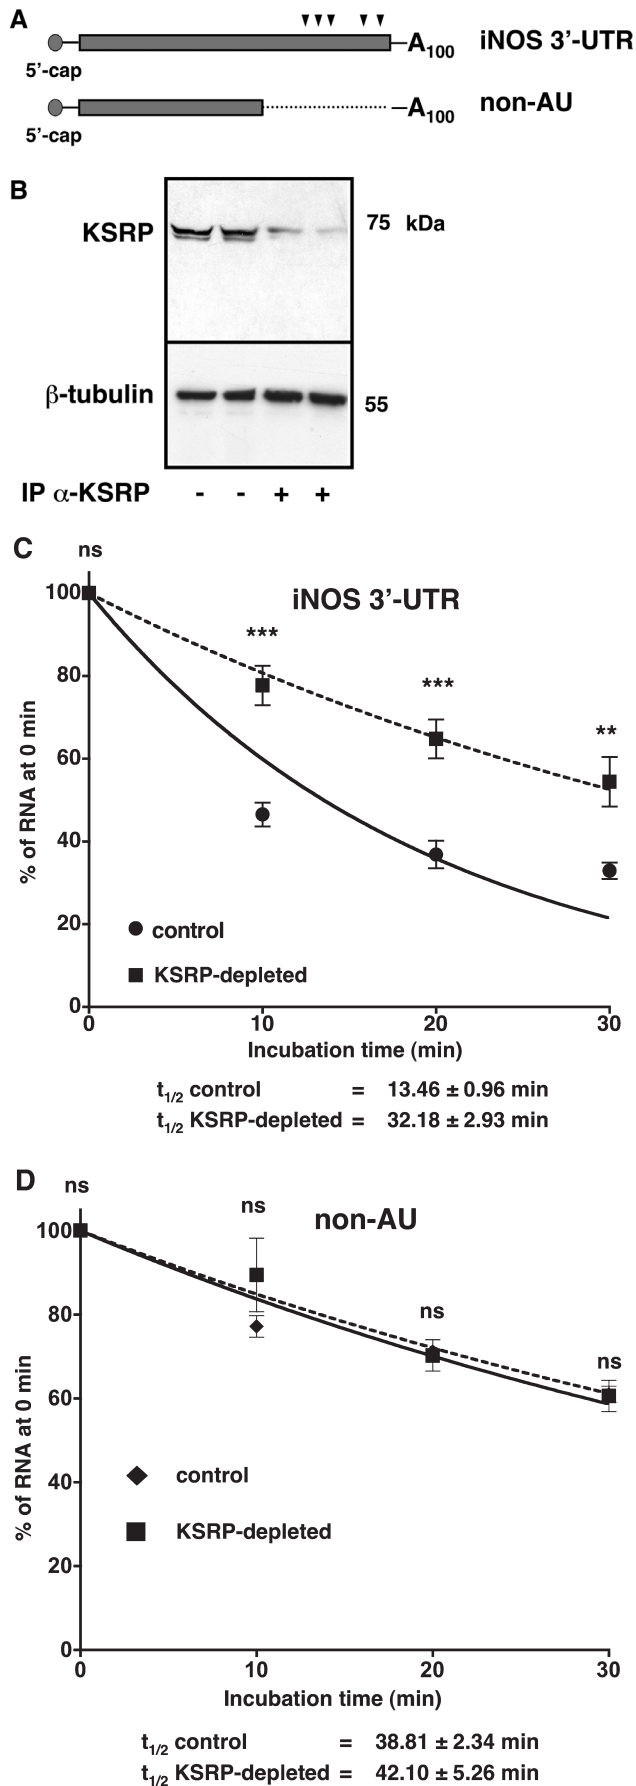 A
A100 iNOS 3’-UTR
5’-cap
A100 non-AU
5’-cap
B
KSRP 75 kDa
β-tubulin 55
IP α-KSRP - - + +
C
ns
iNOS 3’-UTR
% of RNA at 0 min
100
80
60
40
20
0
***
***
**
control
KSRP-depleted
0 10 20 30
Incubation time (min)
t1/2 control = 13.46 ± 0.96 min
t1/2 KSRP-depleted = 32.18 ± 2.93 min
D
ns
non-AU
% of RNA at 0 min
100
80
60
40
20
0
ns
ns
ns
control
KSRP-depleted
0 10 20 30
Incubation time (min)
t1/2 control = 38.81 ± 2.34 min
t1/2 KSRP-depleted = 42.10 ± 5.26 min